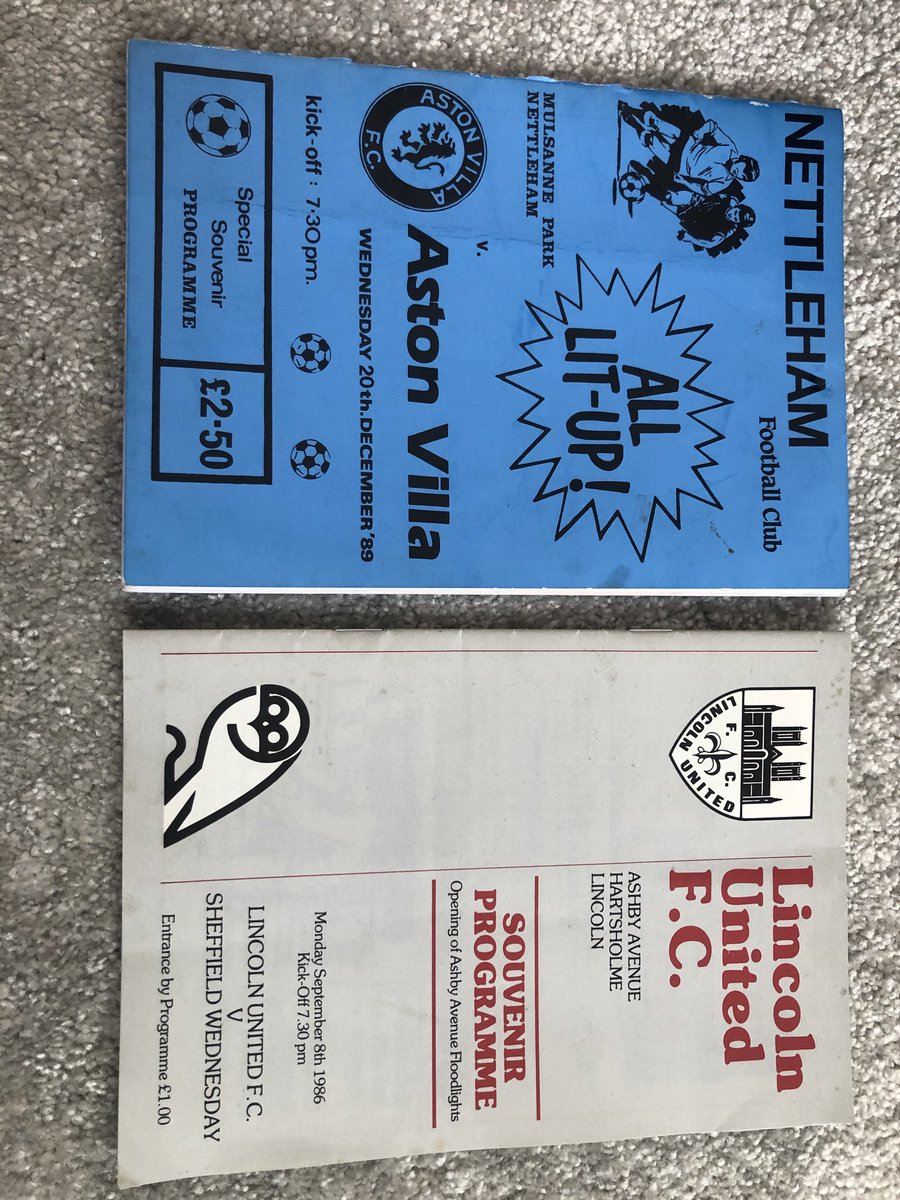 NETTLEHAM
Football Club
MULSANNE PARK
NETTLEHAM
ALL
LIT-UP!
v.
ASTON VILLA
F.C.
Aston Villa
WEDNESDAY 20th.DECEMBER '89
kick-off : 7·30pm.
Special
Souvenir
PROGRAMME
£2-50
LINCOLN UNITED
F. C.
Lincoln
United
F.C.
ASHBY AVENUE
HARTSHOLME
LINCOLN
SOUVENIR
PROGRAMME
Opening of Ashby Avenue Floodlights
Monday September 8th 1986
Kick-Off 7.30 pm
LINCOLN UNITED F.C.
V
SHEFFIELD WEDNESDAY
Entrance by Programme £1.00